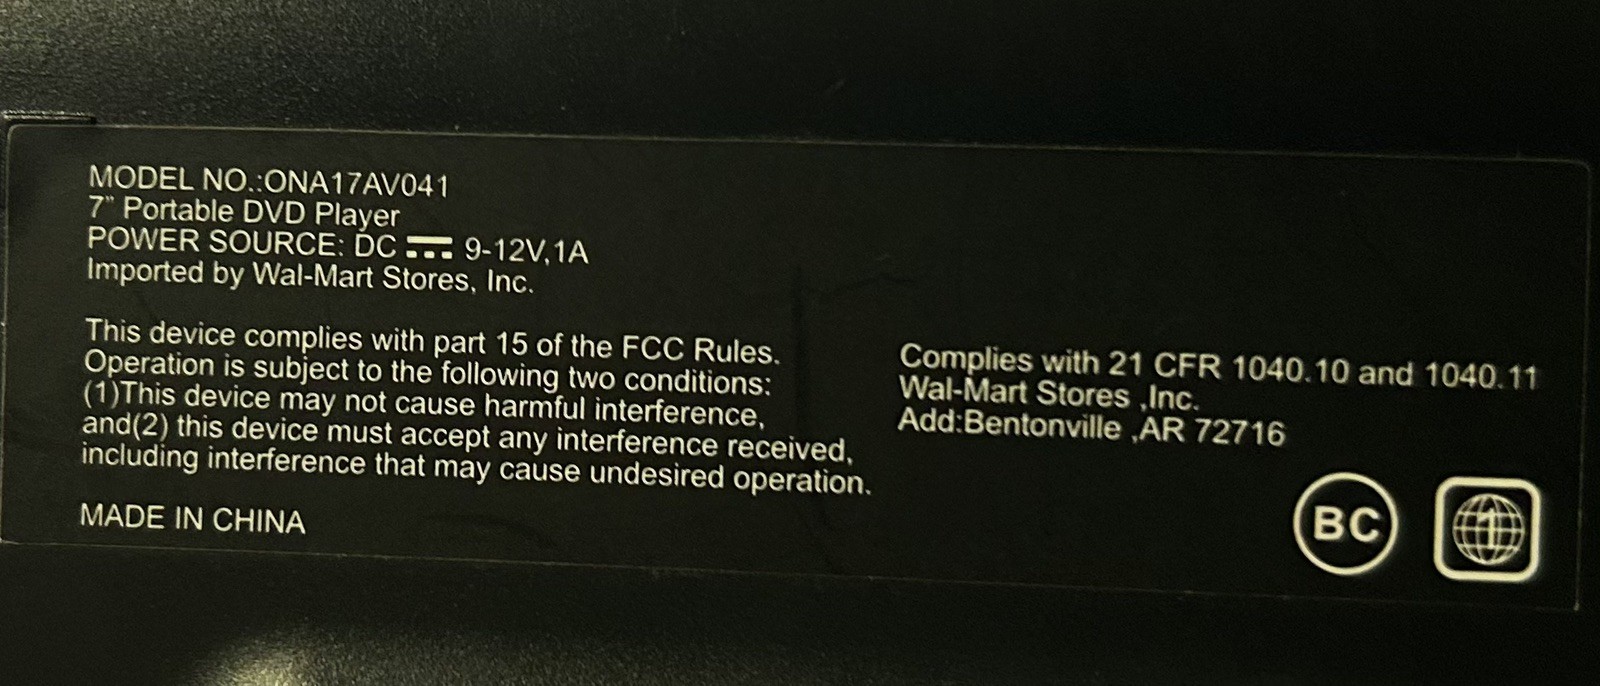 MODEL NO.:ONA17AV041
7" Portable DVD Player
POWER SOURCE: DC ⎓ 9-12V,1A
Imported by Wal-Mart Stores, Inc.
This device complies with part 15 of the FCC Rules.
Operation is subject to the following two conditions:
(1)This device may not cause harmful interference,
and(2) this device must accept any interference received,
including interference that may cause undesired operation.
MADE IN CHINA
Complies with 21 CFR 1040.10 and 1040.11
Wal-Mart Stores ,Inc.
Add:Bentonville ,AR 72716
BC
1